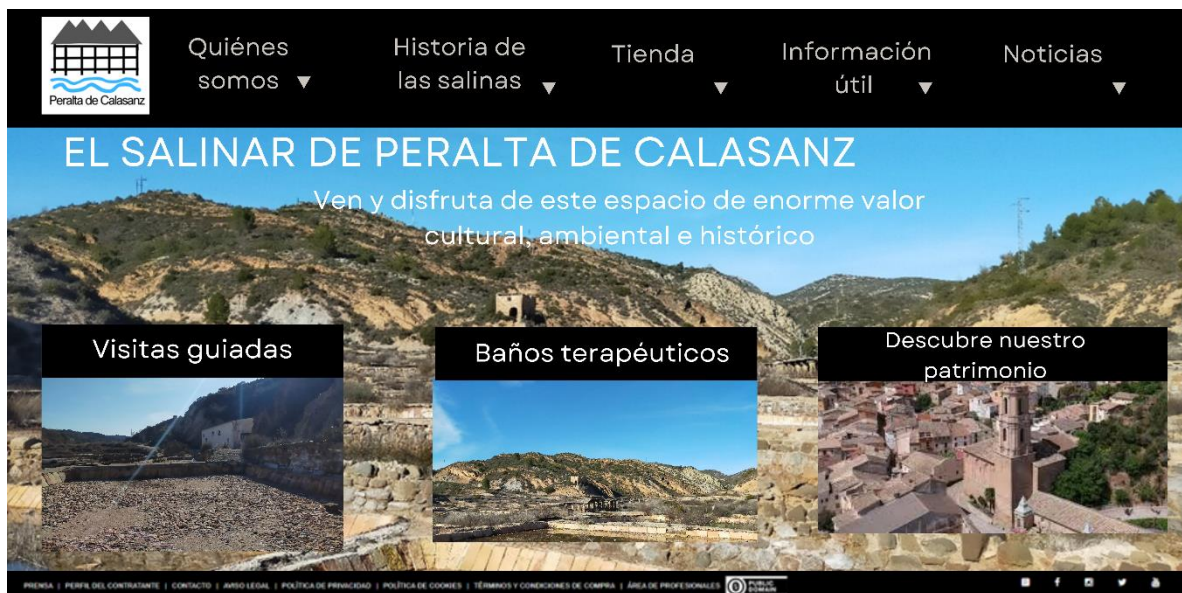 Peralta de Calasanz
Quiénes
somos ▼
Historia de
las salinas ▼
Tienda ▼
Información
útil ▼
Noticias ▼
EL SALINAR DE PERALTA DE CALASANZ
Ven y disfruta de este espacio de enorme valor
cultural, ambiental e histórico
Visitas guiadas
Baños terapéuticos
Descubre nuestro
patrimonio
PRENSA | PERFIL DEL CONTRATANTE | CONTACTO | AVISO LEGAL | POLÍTICA DE PRIVACIDAD | POLÍTICA DE COOKIES | TÉRMINOS Y CONDICIONES DE COMPRA | ÁREA DE PROFESIONALES
PUBLIC
DOMAIN